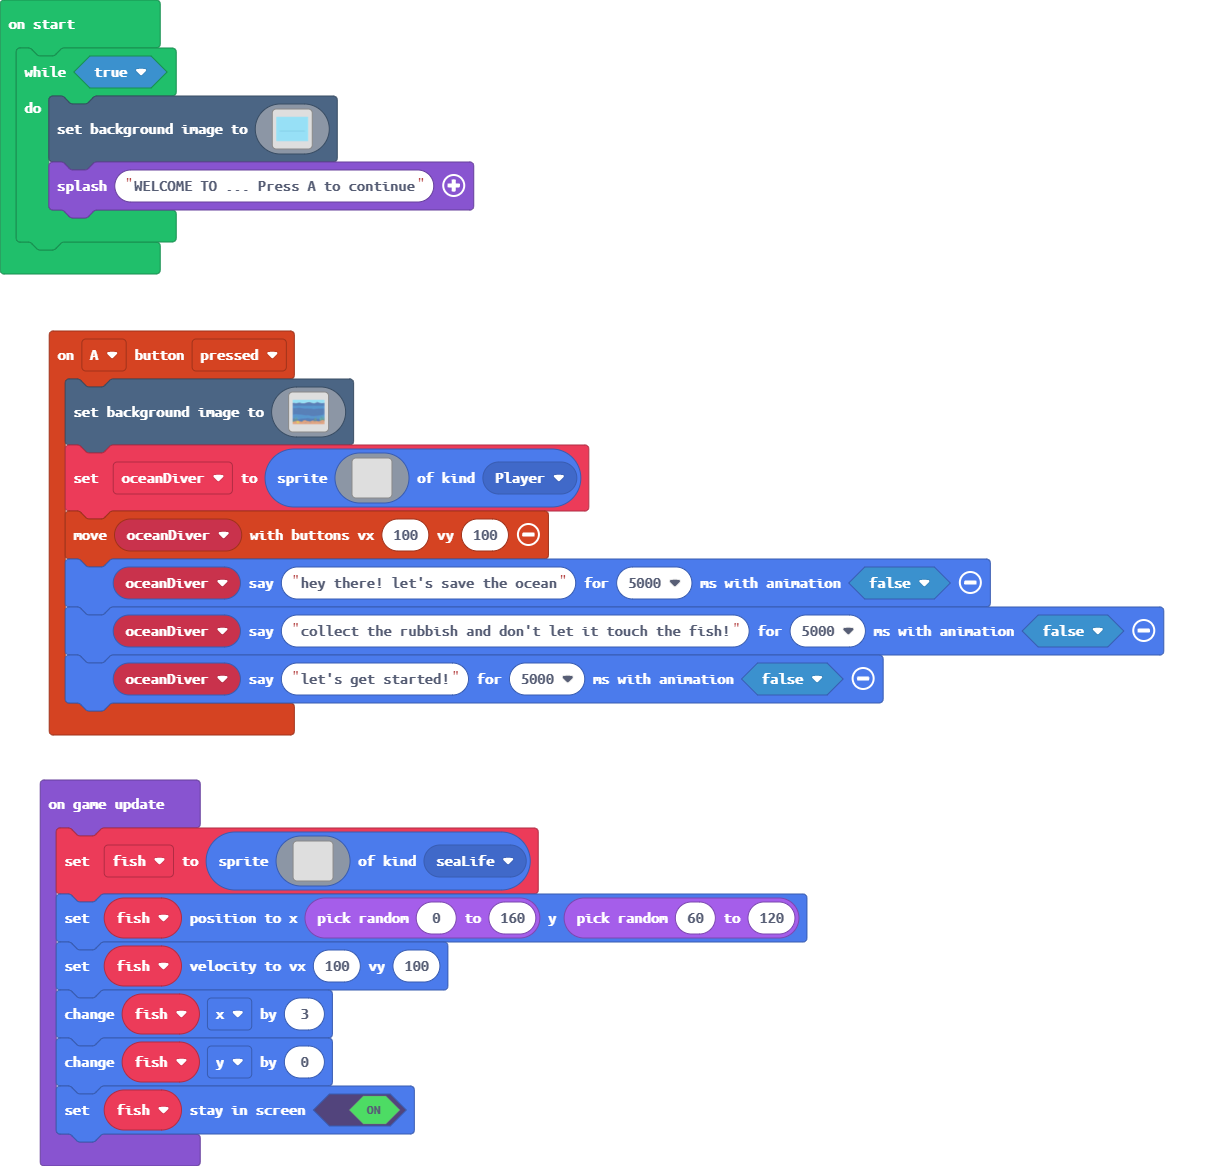 on start
while true
do
set background image to
splash "WELCOME TO ... Press A to continue"
on A button pressed
set background image to
set oceanDiver to sprite of kind Player
move oceanDiver with buttons vx 100 vy 100
oceanDiver say "hey there! let's save the ocean" for 5000 ms with animation false
oceanDiver say "collect the rubbish and don't let it touch the fish!" for 5000 ms with animation false
oceanDiver say "let's get started!" for 5000 ms with animation false
on game update
set fish to sprite of kind seaLife
set fish position to x pick random 0 to 160 y pick random 60 to 120
set fish velocity to vx 100 vy 100
change fish x by 3
change fish y by 0
set fish stay in screen ON